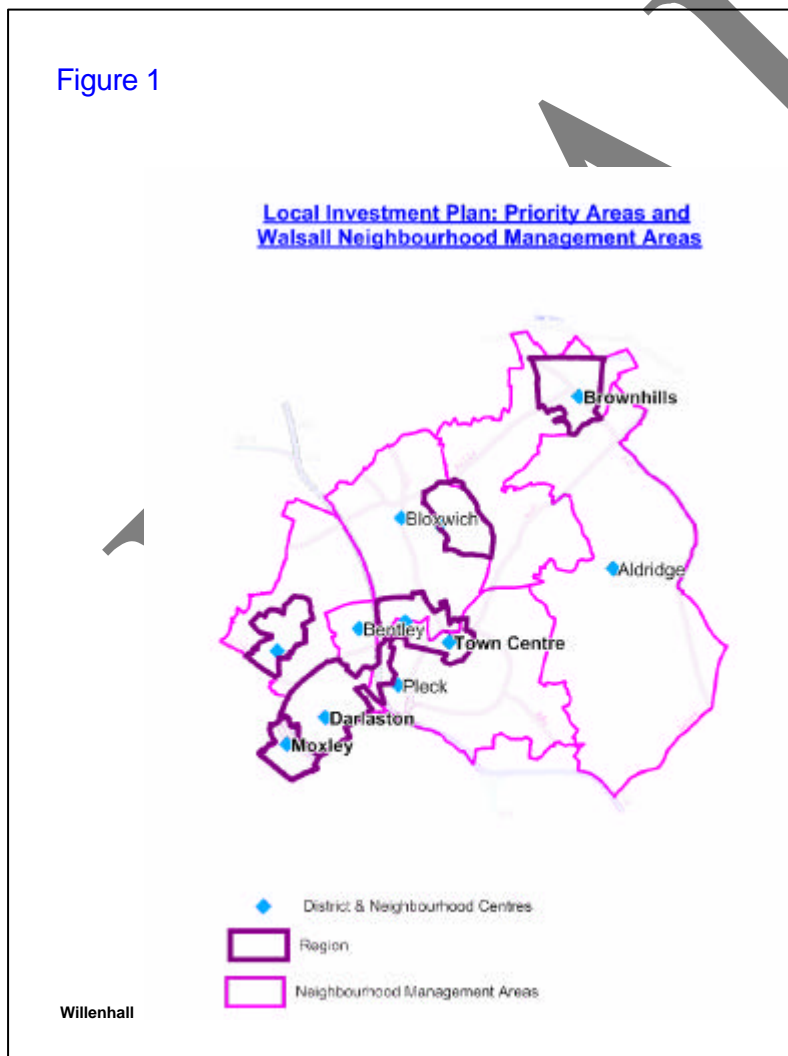 Figure 1
Local Investment Plan: Priority Areas and
Walsall Neighbourhood Management Areas
Brownhills
Bloxwich
Aldridge
Bentley
Town Centre
Pleck
Darlaston
Moxley
District & Neighbourhood Centres
Region
Neighbourhood Management Areas
Willenhall